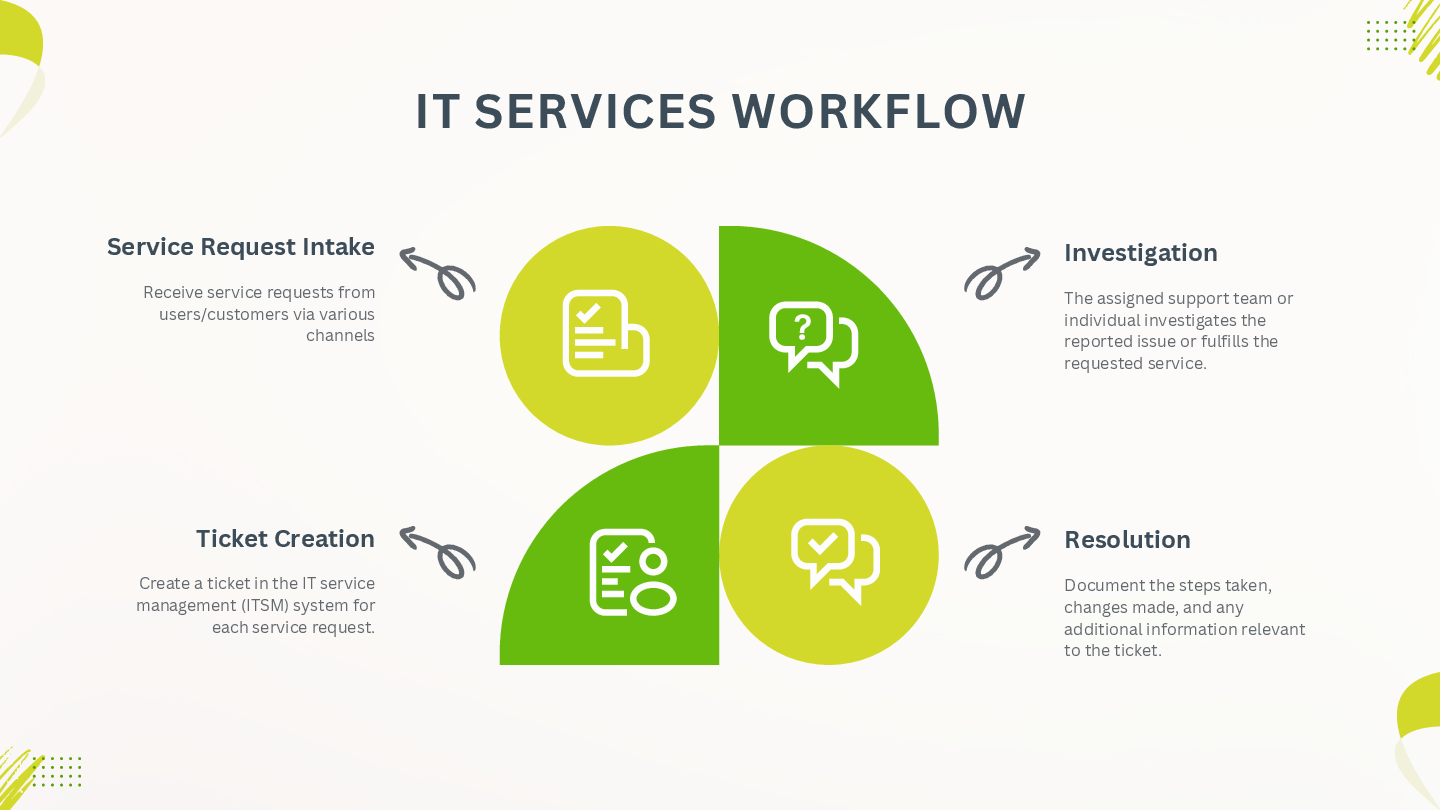 IT SERVICES WORKFLOW
Service Request Intake
Receive service requests from
users/customers via various
channels
Ticket Creation
Create a ticket in the IT service
management (ITSM) system for
each service request.
?
Investigation
The assigned support team or
individual investigates the
reported issue or fulfills the
requested service.
Resolution
Document the steps taken,
changes made, and any
additional information relevant
to the ticket.